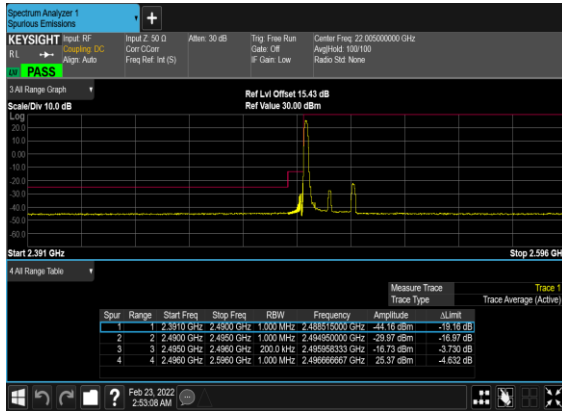 Spectrum Analyzer 1
Spurious Emissions
+
KEYSIGHT Input: RF Input Z: 50 Ω Atten: 30 dB Trig: Free Run Center Freq: 22.005000000 GHz
RL Coupling: DC Corr CCorr Gate: Off Avg|Hold: 100/100
Align: Auto Freq Ref: Int (S) IF Gain: Low Radio Std: None
LV PASS
3 All Range Graph
Ref Lvl Offset 15.43 dB
Scale/Div 10.0 dB Ref Value 30.00 dBm
Log
20.0
10.0
0.00
-10.0
-20.0
-30.0
-40.0
-50.0
-60.0
Start 2.391 GHz Stop 2.596 GH
4 All Range Table
Measure Trace Trace 1
Trace Type Trace Average (Active)
Spur Range Start Freq Stop Freq RBW Frequency Amplitude ΔLimit
1 1 2.3910 GHz 2.4900 GHz 1.000 MHz 2.488515000 GHz -44.16 dBm -19.16 dB
2 2 2.4900 GHz 2.4950 GHz 1.000 MHz 2.494950000 GHz -29.97 dBm -16.97 dB
3 3 2.4950 GHz 2.4960 GHz 200.0 kHz 2.495958333 GHz -16.73 dBm -3.730 dB
4 4 2.4960 GHz 2.5960 GHz 1.000 MHz 2.496666667 GHz 25.37 dBm -4.632 dB
? Feb 23, 2022
2:53:08 AM